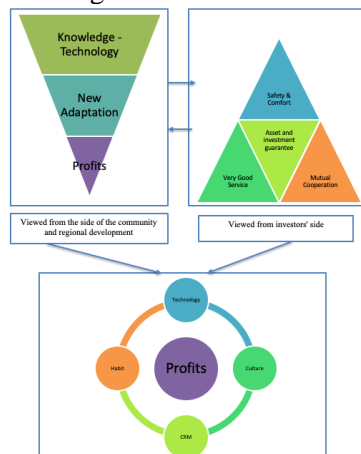 Knowledge -
Technology
New
Adaptation
Profits
Safety &
Comfort
Asset and
investment
guarantee
Very Good
Service
Mutual
Cooperation
Viewed from the side of the community
and regional development
Viewed from investors' side
Technology
Habit
Profits
Culture
CRM